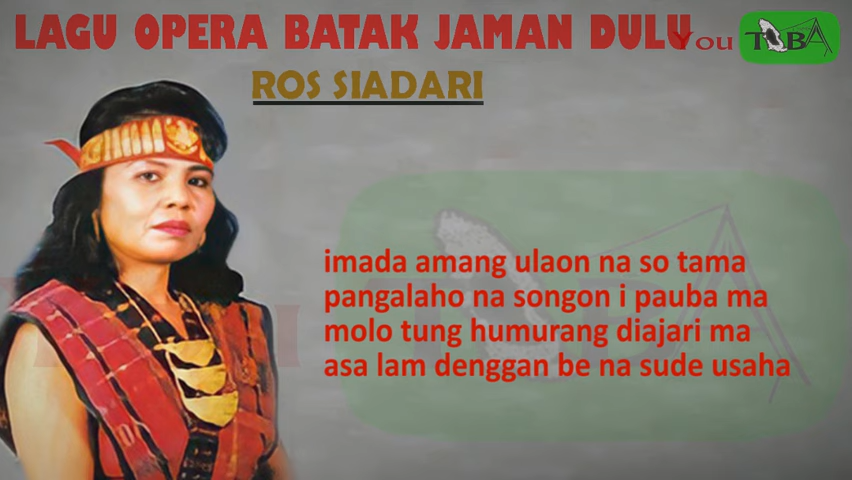 LAGU OPERA BATAK JAMAN DULU
You TOBA
ROS SIADARI
imada amang ulaon na so tama
pangalaho na songon i pauba ma
molo tung humurang diajari ma
asa lam denggan be na sude usaha